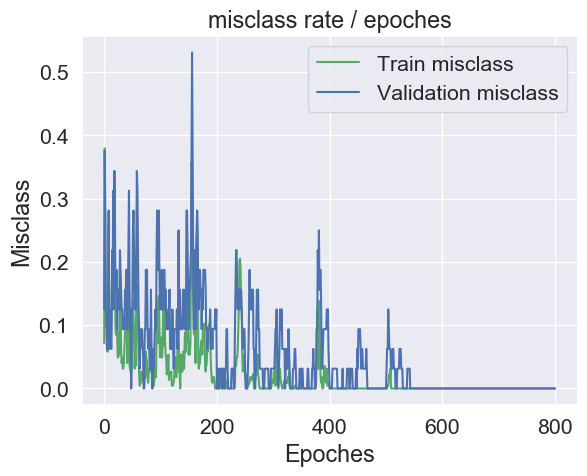 misclass rate / epoches
Train misclass
Validation misclass
Misclass
0.5
0.4
0.3
0.2
0.1
0.0
0 200 400 600 800
Epoches